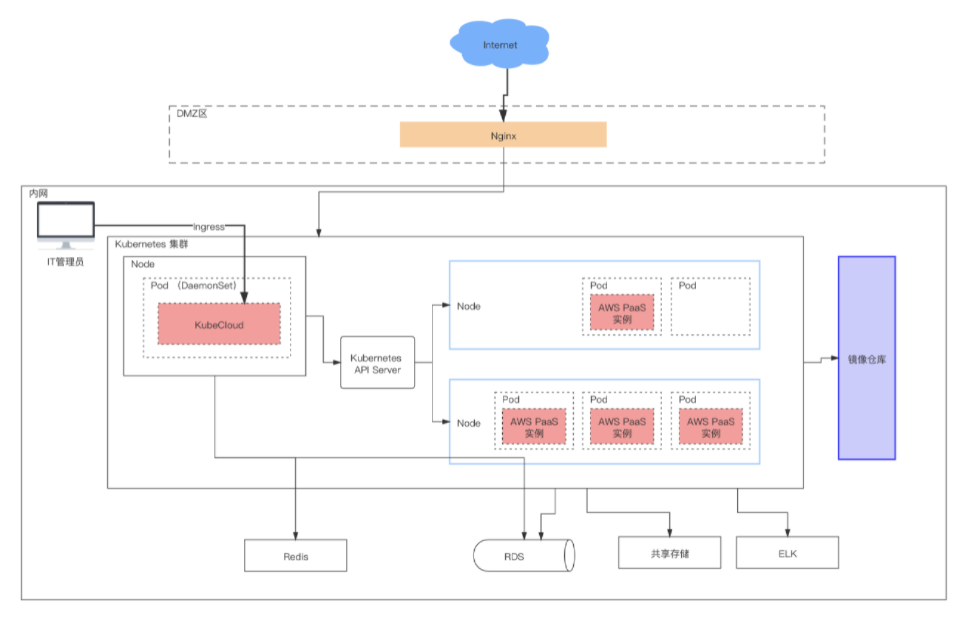 Internet
DMZ区
Nginx
内网
IT管理员
ingress
Kubernetes 集群
Node
Pod （DaemonSet）
KubeCloud
Kubernetes
API Server
Node
Pod
AWS PaaS
实例
Pod
Node
Pod
AWS PaaS
实例
Pod
AWS PaaS
实例
Pod
AWS PaaS
实例
镜像仓库
Redis
RDS
共享存储
ELK